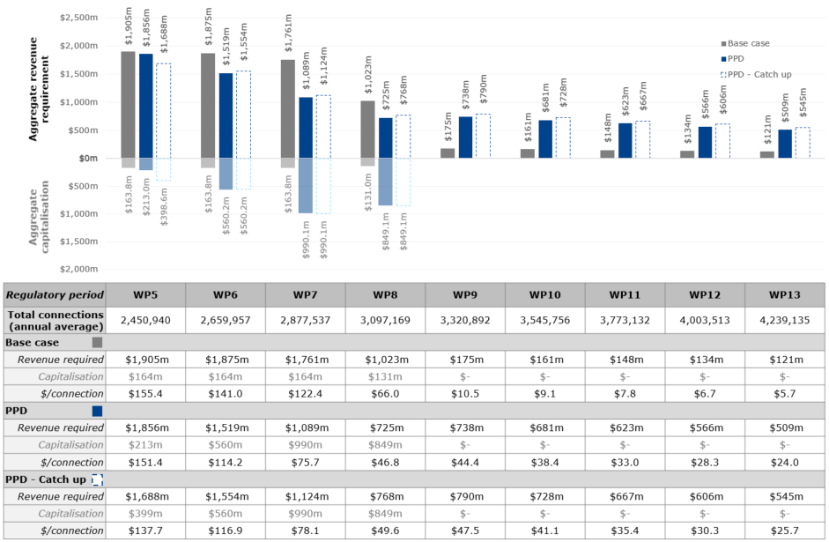 $1,905m
$1,856m
$1,688m
$1,875m
$1,519m
$1,554m
$1,761m
$1,089m
$1,124m
$1,023m
$725m
$768m
$175m
$738m
$790m
$161m
$681m
$728m
$148m
$623m
$667m
$134m
$566m
$606m
$121m
$509m
$545m
Base case
PPD
PPD - Catch up
Aggregate revenue
requirement
$2,500m
$2,000m
$1,500m
$1,000m
$500m
$0m
Aggregate
capitalisation
$500m
$1,000m
$1,500m
$2,000m
$163.8m
$213.0m
$398.6m
$163.8m
$560.2m
$560.2m
$163.8m
$990.1m
$990.1m
$131.0m
$849.1m
$849.1m
Regulatory period WP5 WP6 WP7 WP8 WP9 WP10 WP11 WP12 WP13
Total connections
(annual average) 2,450,940 2,659,957 2,877,537 3,097,169 3,320,892 3,545,756 3,773,132 4,003,513 4,239,135
Base case
Revenue required $1,905m $1,875m $1,761m $1,023m $175m $161m $148m $134m $121m
Capitalisation $164m $164m $164m $131m $- $- $- $- $-
$/connection $155.4 $141.0 $122.4 $66.0 $10.5 $9.1 $7.8 $6.7 $5.7
PPD
Revenue required $1,856m $1,519m $1,089m $725m $738m $681m $623m $566m $509m
Capitalisation $213m $560m $990m $849m $- $- $- $- $-
$/connection $151.4 $114.2 $75.7 $46.8 $44.4 $38.4 $33.0 $28.3 $24.0
PPD - Catch up
Revenue required $1,688m $1,554m $1,124m $768m $790m $728m $667m $606m $545m
Capitalisation $399m $560m $990m $849m $- $- $- $- $-
$/connection $137.7 $116.9 $78.1 $49.6 $47.5 $41.1 $35.4 $30.3 $25.7